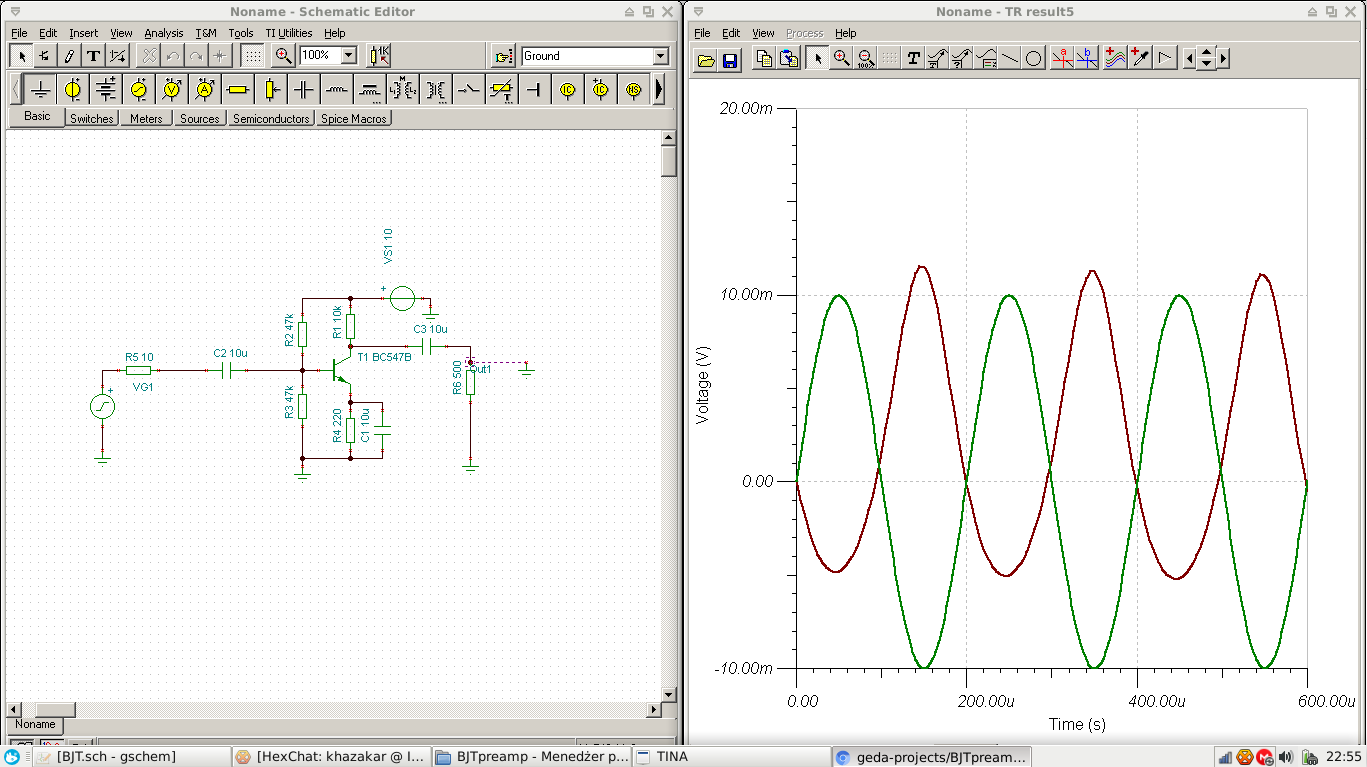 Noname - Schematic Editor
File Edit Insert View Analysis T&M Tools TI Utilities Help
T 100% 1K Ground
Basic Switches Meters Sources Semiconductors Spice Macros
VS1 10
+
R2 47k
R1 10k
C3 10u
R5 10
C2 10u
T1 BC547B
VG1
+
R3 47k
R4 220
C1 10u
R6 500
Out1
Noname
Noname - TR result5
File Edit View Process Help
20.00m
10.00m
0.00
-10.00m
Voltage (V)
0.00 200.00u 400.00u 600.00u
Time (s)
[BJT.sch - gschem] [HexChat: khazakar @ I... BJTpreamp - Menedżer p... TINA geda-projects/BJTpream... 22:55